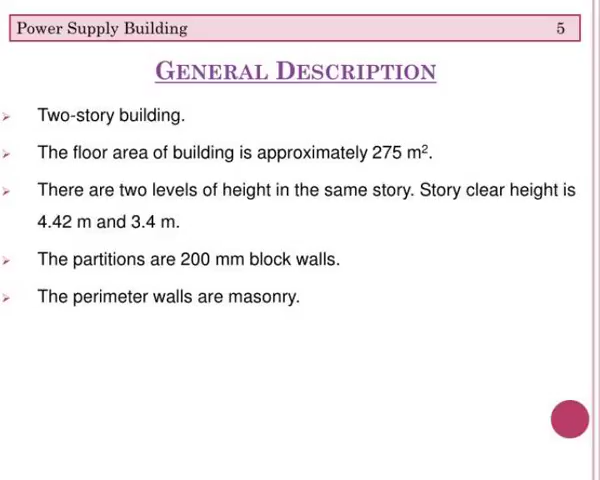 Power Supply Building 5
GENERAL DESCRIPTION
Two-story building.
The floor area of building is approximately 275 m².
There are two levels of height in the same story. Story clear height is
4.42 m and 3.4 m.
The partitions are 200 mm block walls.
The perimeter walls are masonry.